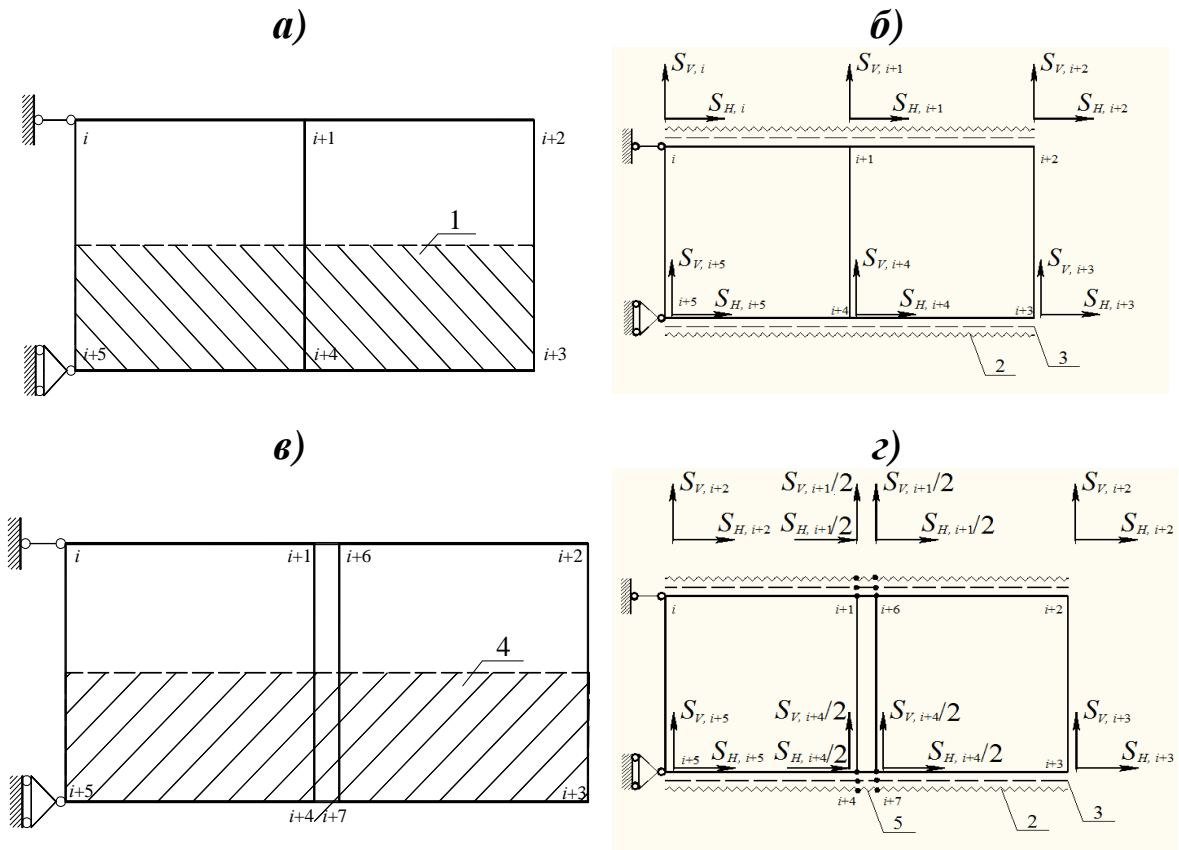 а)
i
i+1
i+2
1
i+5
i+4
i+3
б)
S_{V, i} S_{V, i+1} S_{V, i+2}
S_{H, i} S_{H, i+1} S_{H, i+2}
i i+1 i+2
S_{V, i+5} S_{V, i+4} S_{V, i+3}
i+5 S_{H, i+5} i+4 S_{H, i+4} i+3 S_{H, i+3}
2 3
в)
i i+1 i+6 i+2
4
i+5 i+3
i+4 i+7
г)
S_{V, i+2} S_{V, i+1}/2 S_{V, i+1}/2 S_{V, i+2}
S_{H, i+2} S_{H, i+1}/2 S_{H, i+1}/2 S_{H, i+2}
i i+1 i+6 i+2
S_{V, i+5} S_{V, i+4}/2 S_{V, i+4}/2 S_{V, i+3}
i+5 S_{H, i+5} S_{H, i+4}/2 S_{H, i+4}/2 i+3 S_{H, i+3}
i+4 i+7
5 2 3